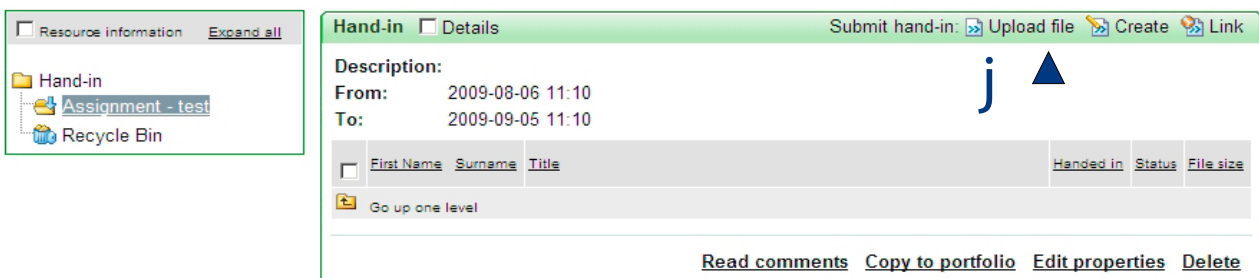 Resource information Expand all
Hand-in
Assignment - test
Recycle Bin
Hand-in Details Submit hand-in: Upload file Create Link
Description:
From: 2009-08-06 11:10
To: 2009-09-05 11:10
j
First Name Surname Title Handed in Status File size
Go up one level
Read comments Copy to portfolio Edit properties Delete